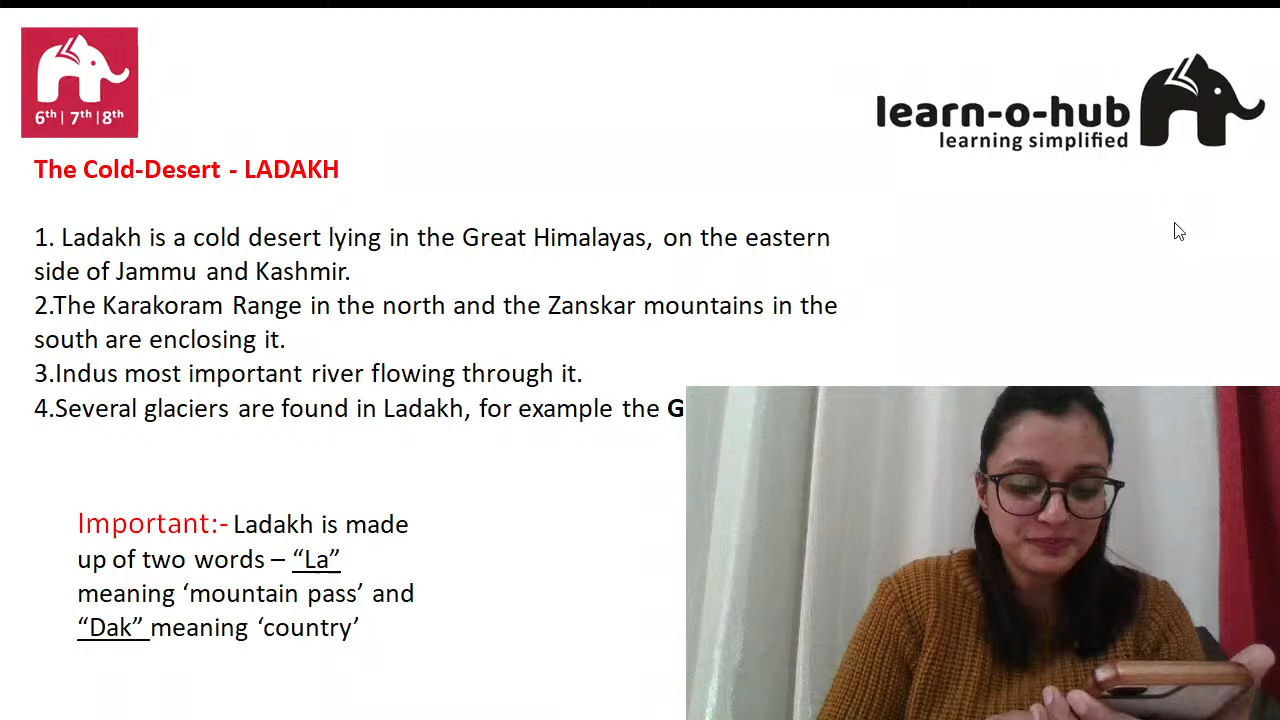 6th | 7th | 8th
learn-o-hub
learning simplified
The Cold-Desert - LADAKH
1. Ladakh is a cold desert lying in the Great Himalayas, on the eastern
side of Jammu and Kashmir.
2.The Karakoram Range in the north and the Zanskar mountains in the
south are enclosing it.
3.Indus most important river flowing through it.
4.Several glaciers are found in Ladakh, for example the G
Important:- Ladakh is made
up of two words – “La”
meaning ‘mountain pass’ and
“Dak” meaning ‘country’